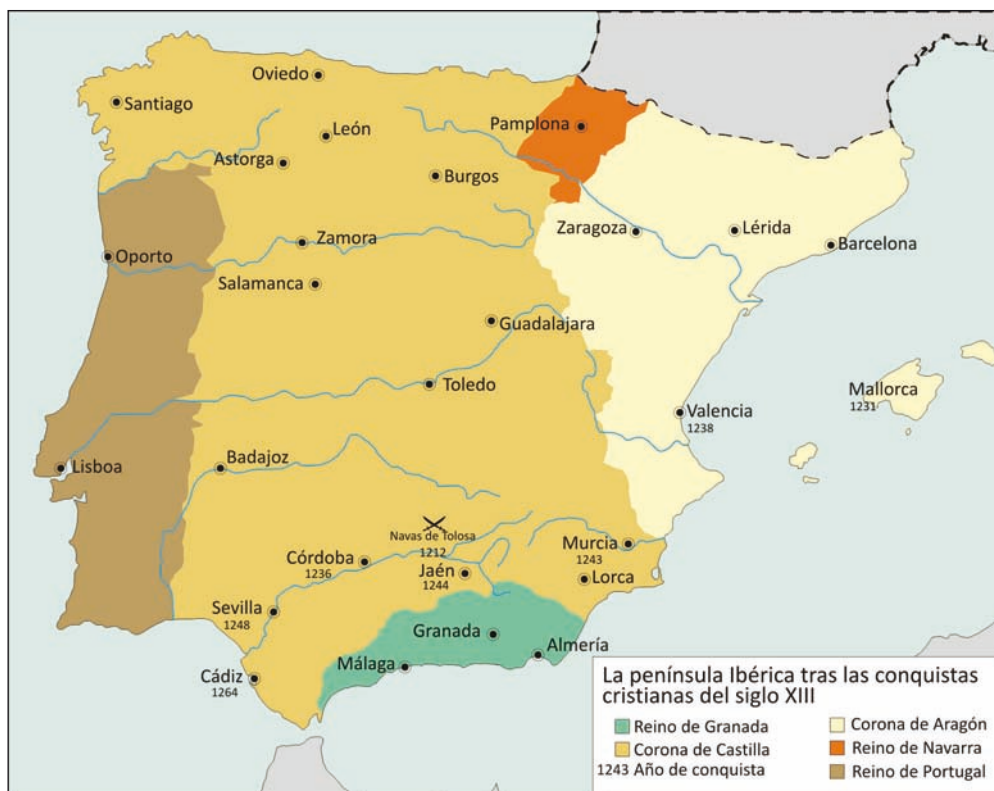 Oviedo
Santiago
León
Pamplona
Astorga
Burgos
Zaragoza
Lérida
Barcelona
Zamora
Oporto
Salamanca
Guadalajara
Toledo
Mallorca
1231
Valencia
1238
Lisboa
Badajoz
Navas de Tolosa
1212
Murcia
1243
Córdoba
1236
Jaén
1244
Lorca
Sevilla
1248
Granada
Almería
Málaga
Cádiz
1264
La península Ibérica tras las conquistas
cristianas del siglo XIII
Reino de Granada
Corona de Castilla
1243 Año de conquista
Corona de Aragón
Reino de Navarra
Reino de Portugal